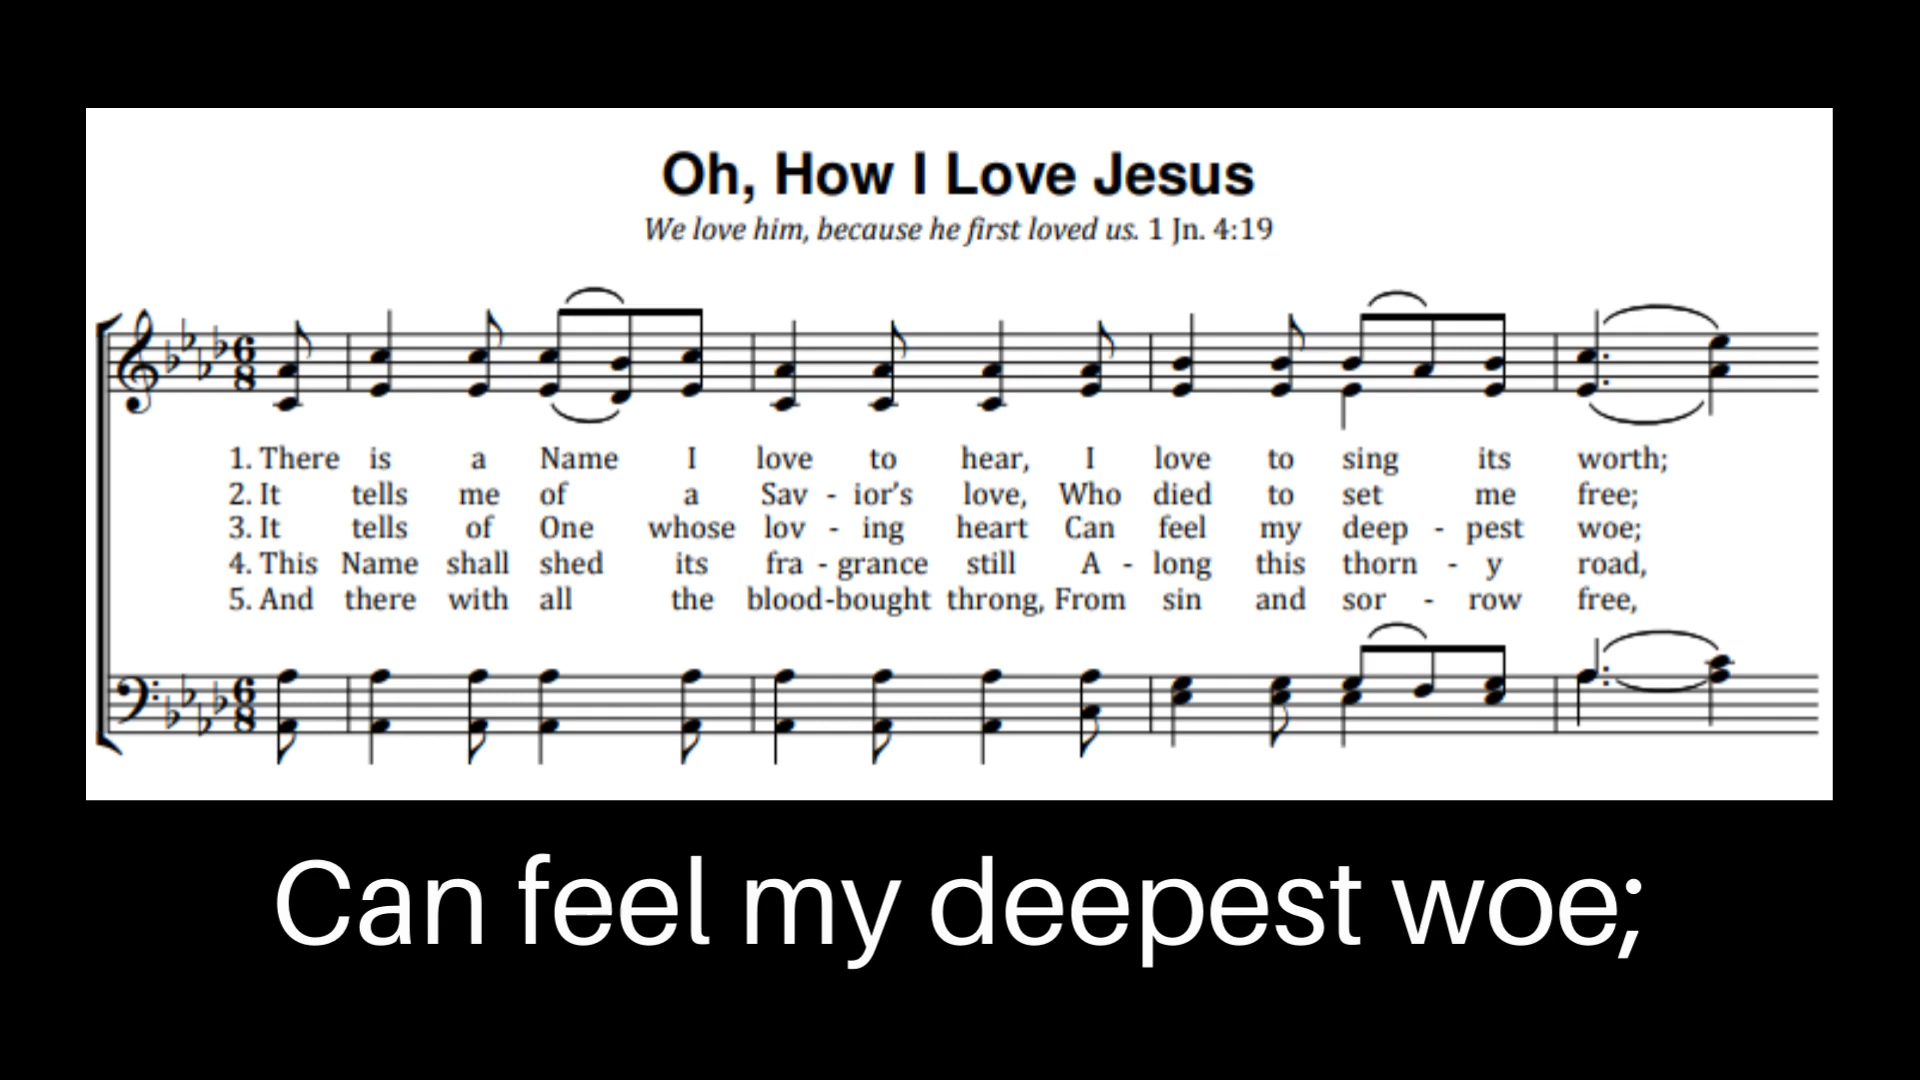 Oh, How I Love Jesus
We love him, because he first loved us. 1 Jn. 4:19
6
8
1. There is a Name I love to hear, I love to sing its worth;
2. It tells me of a Sav - ior's love, Who died to set me free;
3. It tells of One whose lov - ing heart Can feel my deep - pest woe;
4. This Name shall shed its fra - grance still A - long this thorn - y road,
5. And there with all the blood-bought throng, From sin and sor - row free,
6
8
Can feel my deepest woe;